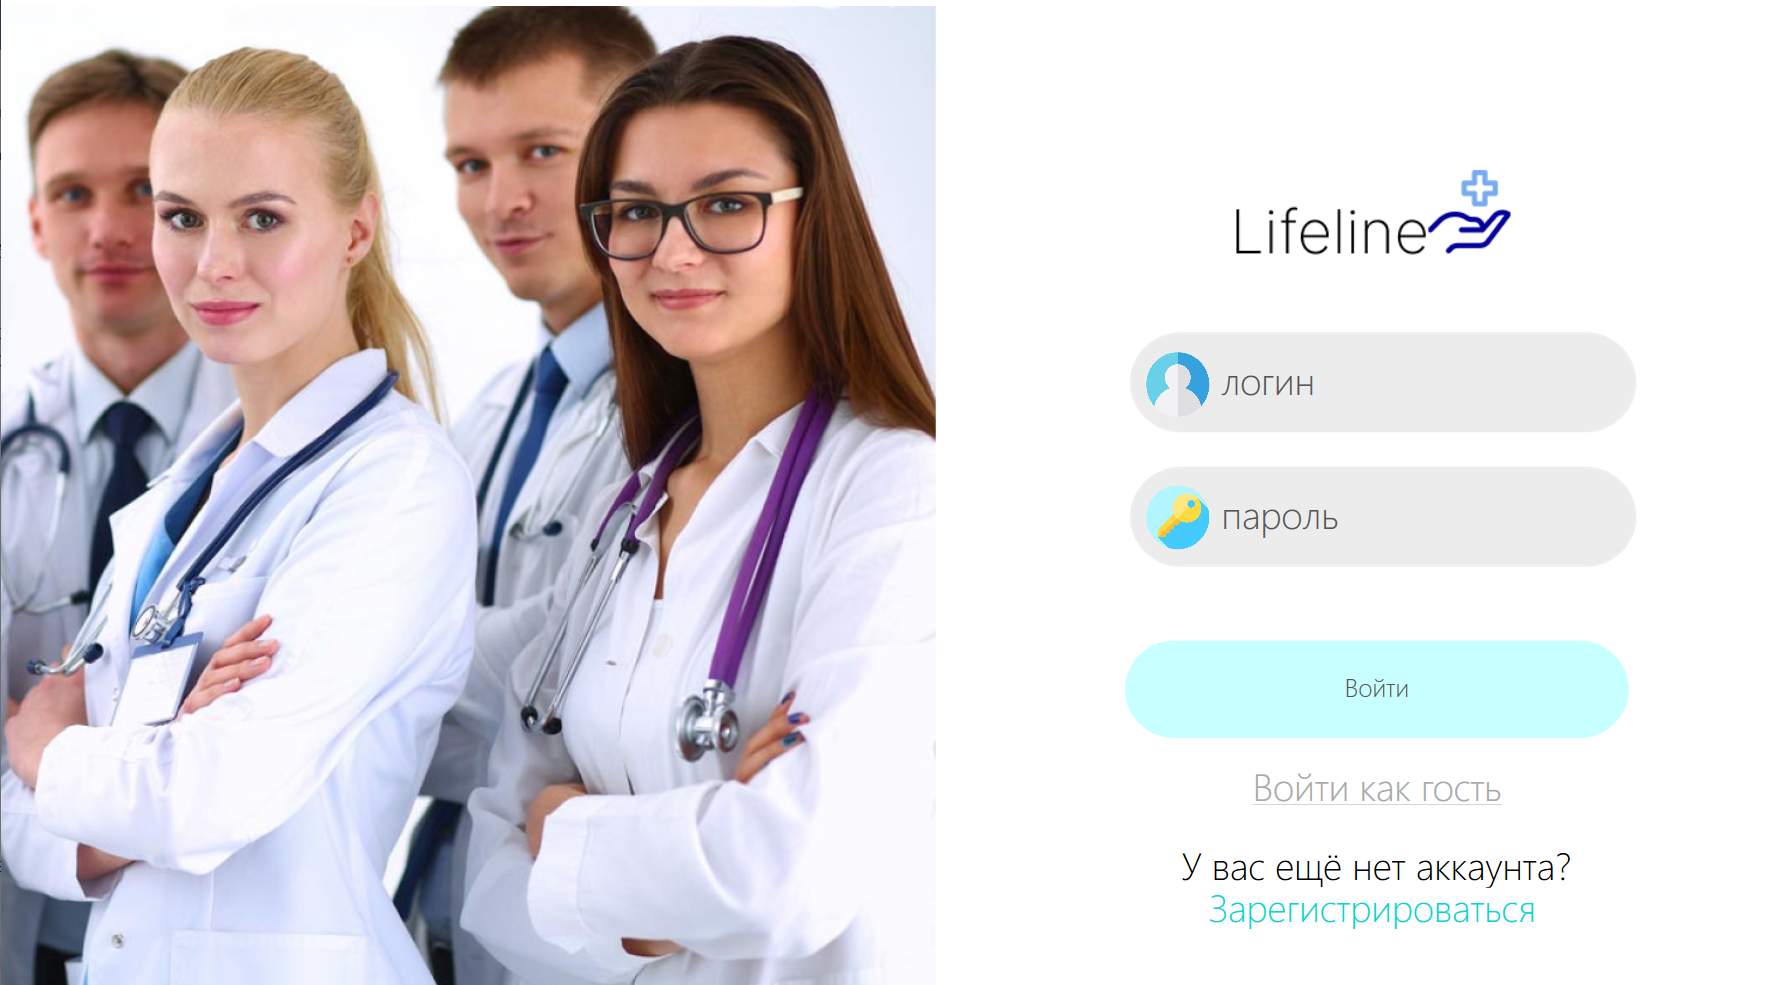 Lifeline
логин
пароль
Войти
Войти как гость
У вас ещё нет аккаунта?
Зарегистрироваться